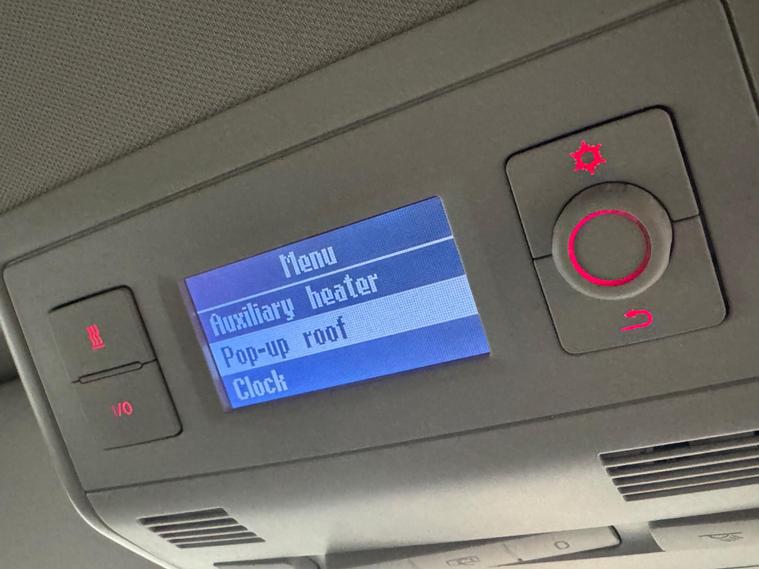 Menu
Auxiliary heater
Pop-up roof
Clock
I/O